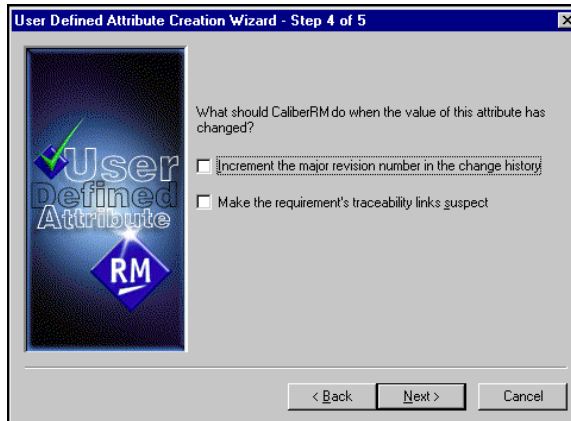 User Defined Attribute Creation Wizard - Step 4 of 5
What should CaliberRM do when the value of this attribute has
changed?
Increment the major revision number in the change history
Make the requirement's traceability links suspect
User
Defined
Attribute
RM
< Back
Next >
Cancel